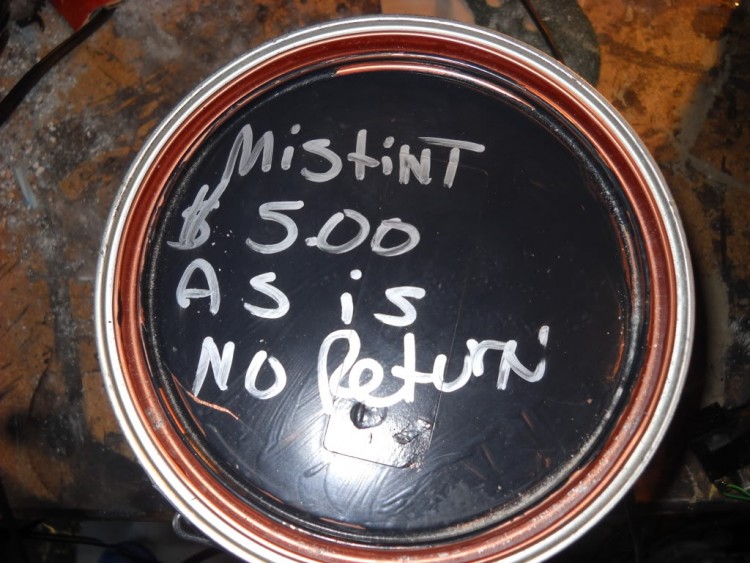 MistiNT
$ 5.00
As is
NO Return